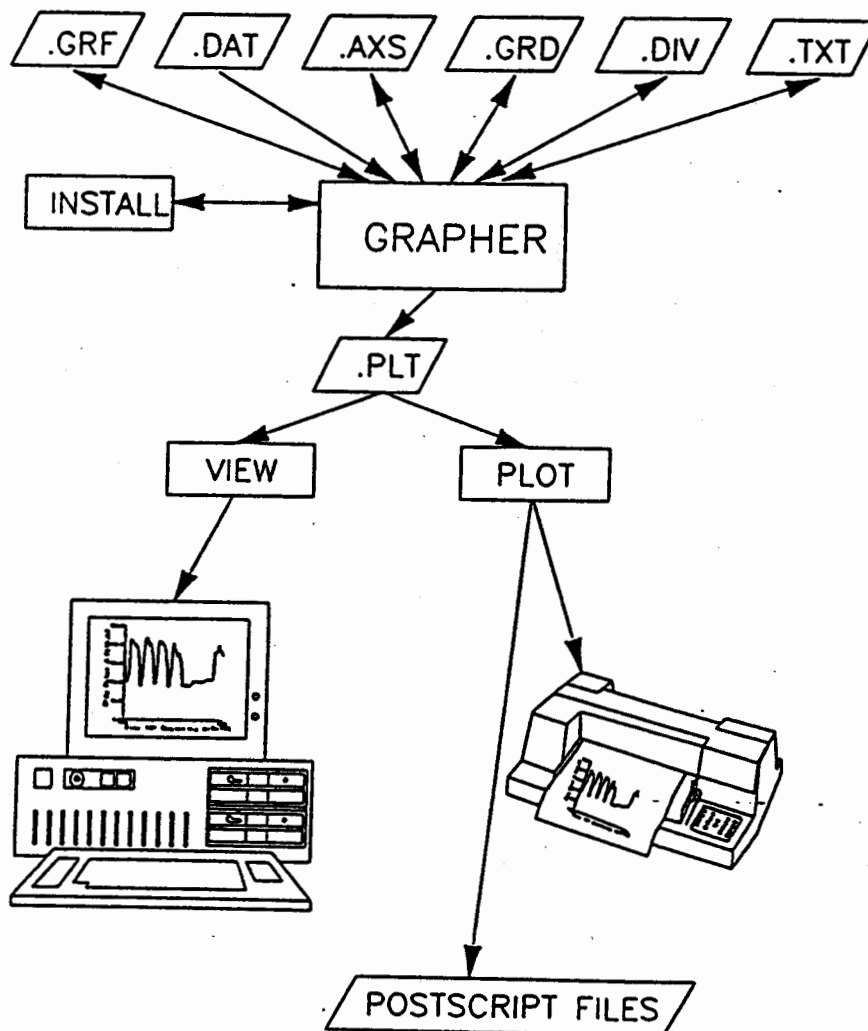 .GRF .DAT .AXS .GRD .DIV .TXT
INSTALL
GRAPHER
.PLT
VIEW PLOT
POSTSCRIPT FILES